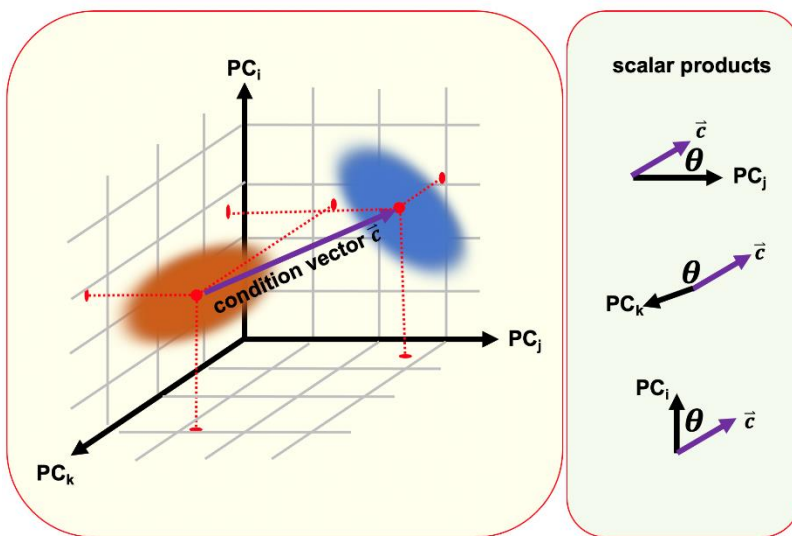 PCᵢ
condition vector c⃗
PCⱼ
PCₖ
scalar products
c⃗
θ
PCⱼ
θ
c⃗
PCₖ
PCᵢ
θ
c⃗